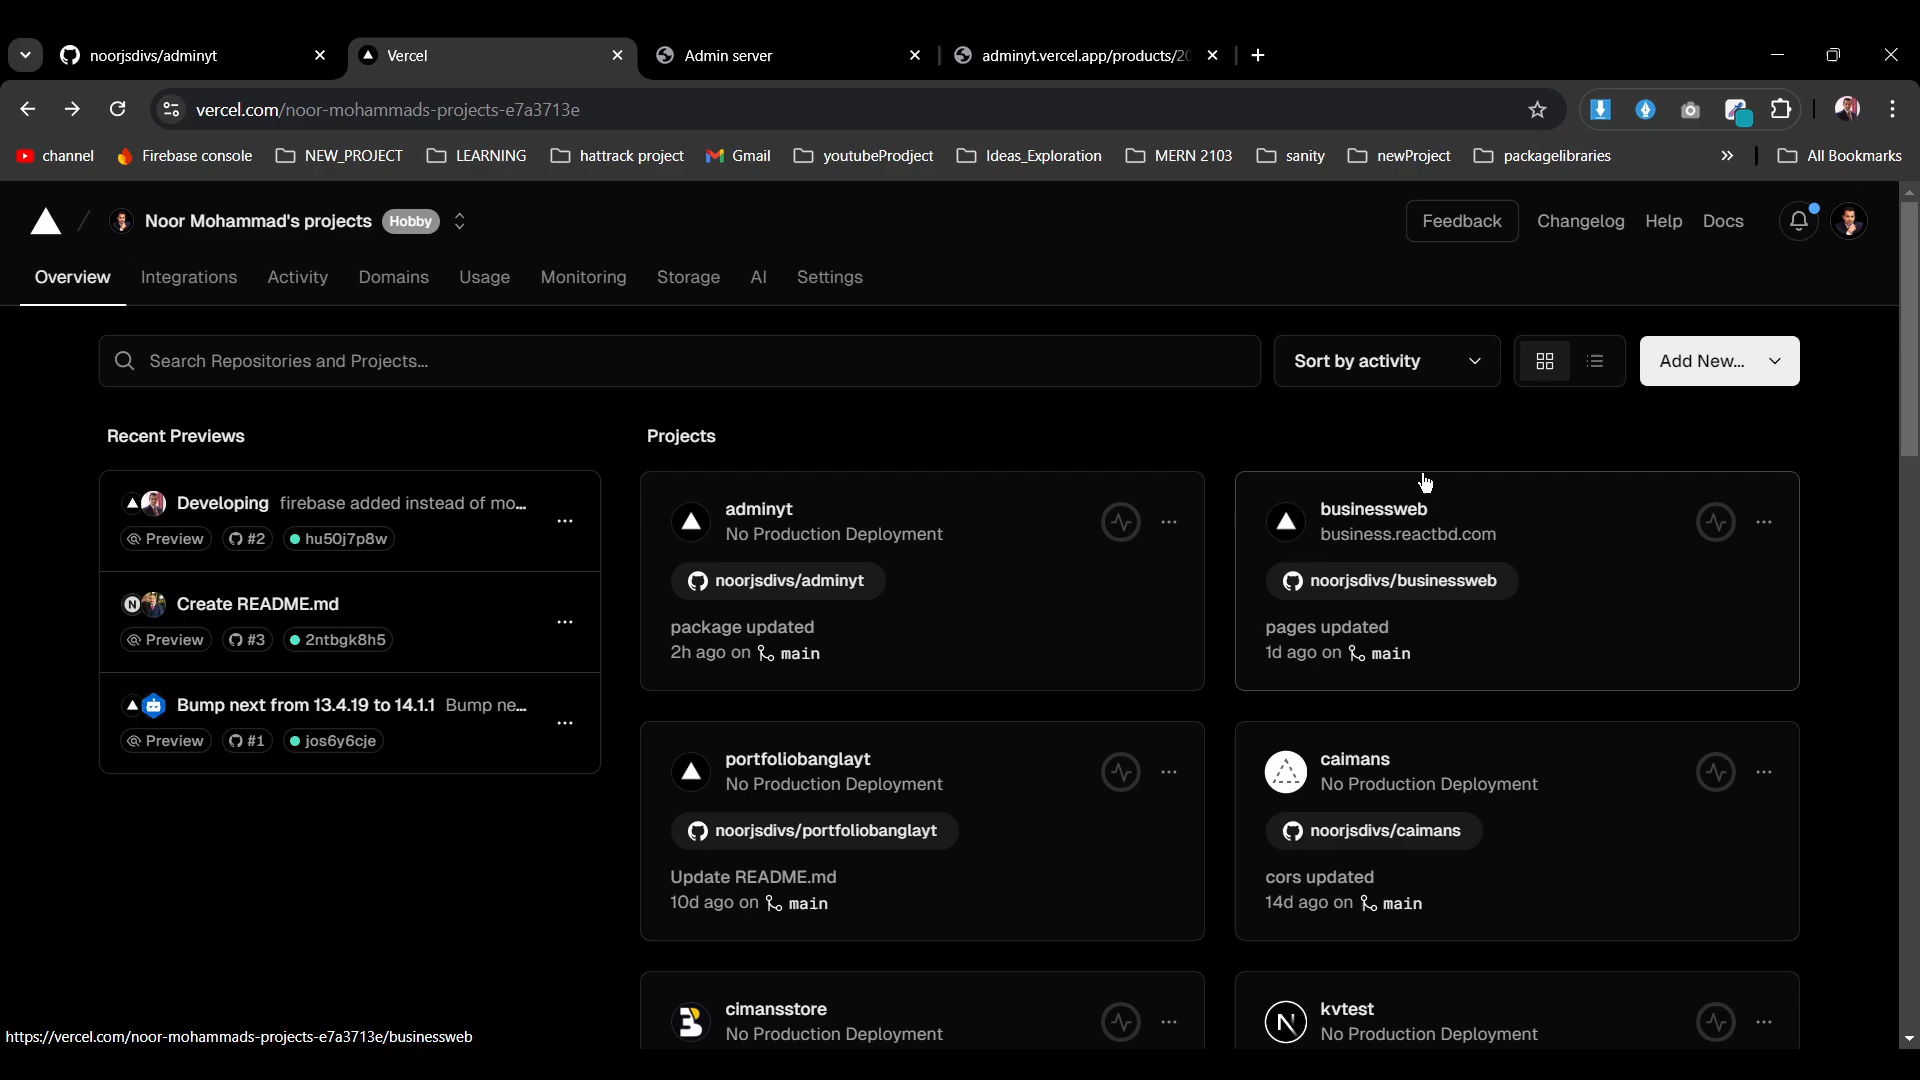 noorjsdivs/adminyt
Vercel
Admin server
adminyt.vercel.app/products/20
vercel.com/noor-mohammads-projects-e7a3713e
channel
Firebase console
NEW_PROJECT
LEARNING
hattrack project
Gmail
youtubeProdject
Ideas_Exploration
MERN 2103
sanity
newProject
packagelibraries
All Bookmarks
Noor Mohammad's projects
Hobby
Feedback
Changelog
Help
Docs
Overview
Integrations
Activity
Domains
Usage
Monitoring
Storage
AI
Settings
Search Repositories and Projects...
Sort by activity
Add New...
Recent Previews
Developing firebase added instead of mo...
Preview
#2
hu50j7p8w
Create README.md
Preview
#3
2ntbgk8h5
Bump next from 13.4.19 to 14.1.1 Bump ne...
Preview
#1
jos6y6cje
Projects
adminyt
No Production Deployment
noorjsdivs/adminyt
package updated
2h ago on main
businessweb
business.reactbd.com
noorjsdivs/businessweb
pages updated
1d ago on main
portfoliobanglayt
No Production Deployment
noorjsdivs/portfoliobanglayt
Update README.md
10d ago on main
caimans
No Production Deployment
noorjsdivs/caimans
cors updated
14d ago on main
cimansstore
No Production Deployment
kvtest
No Production Deployment
https://vercel.com/noor-mohammads-projects-e7a3713e/businessweb